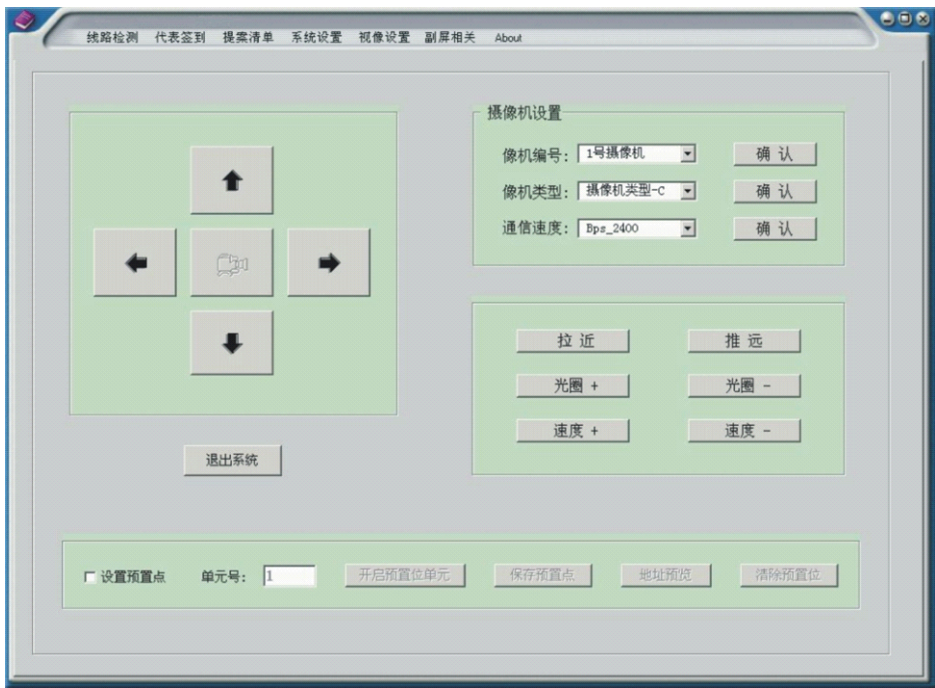 线路检测 代表签到 提案清单 系统设置 视像设置 副屏相关 About
摄像机设置
像机编号: 1号摄像机 确 认
像机类型: 摄像机类型-C 确 认
通信速度: Bps_2400 确 认
拉 近 推 远
光圈 + 光圈 -
速度 + 速度 -
退出系统
设置预置点 单元号: 1 开启预置位单元 保存预置点 地址预览 清除预置位